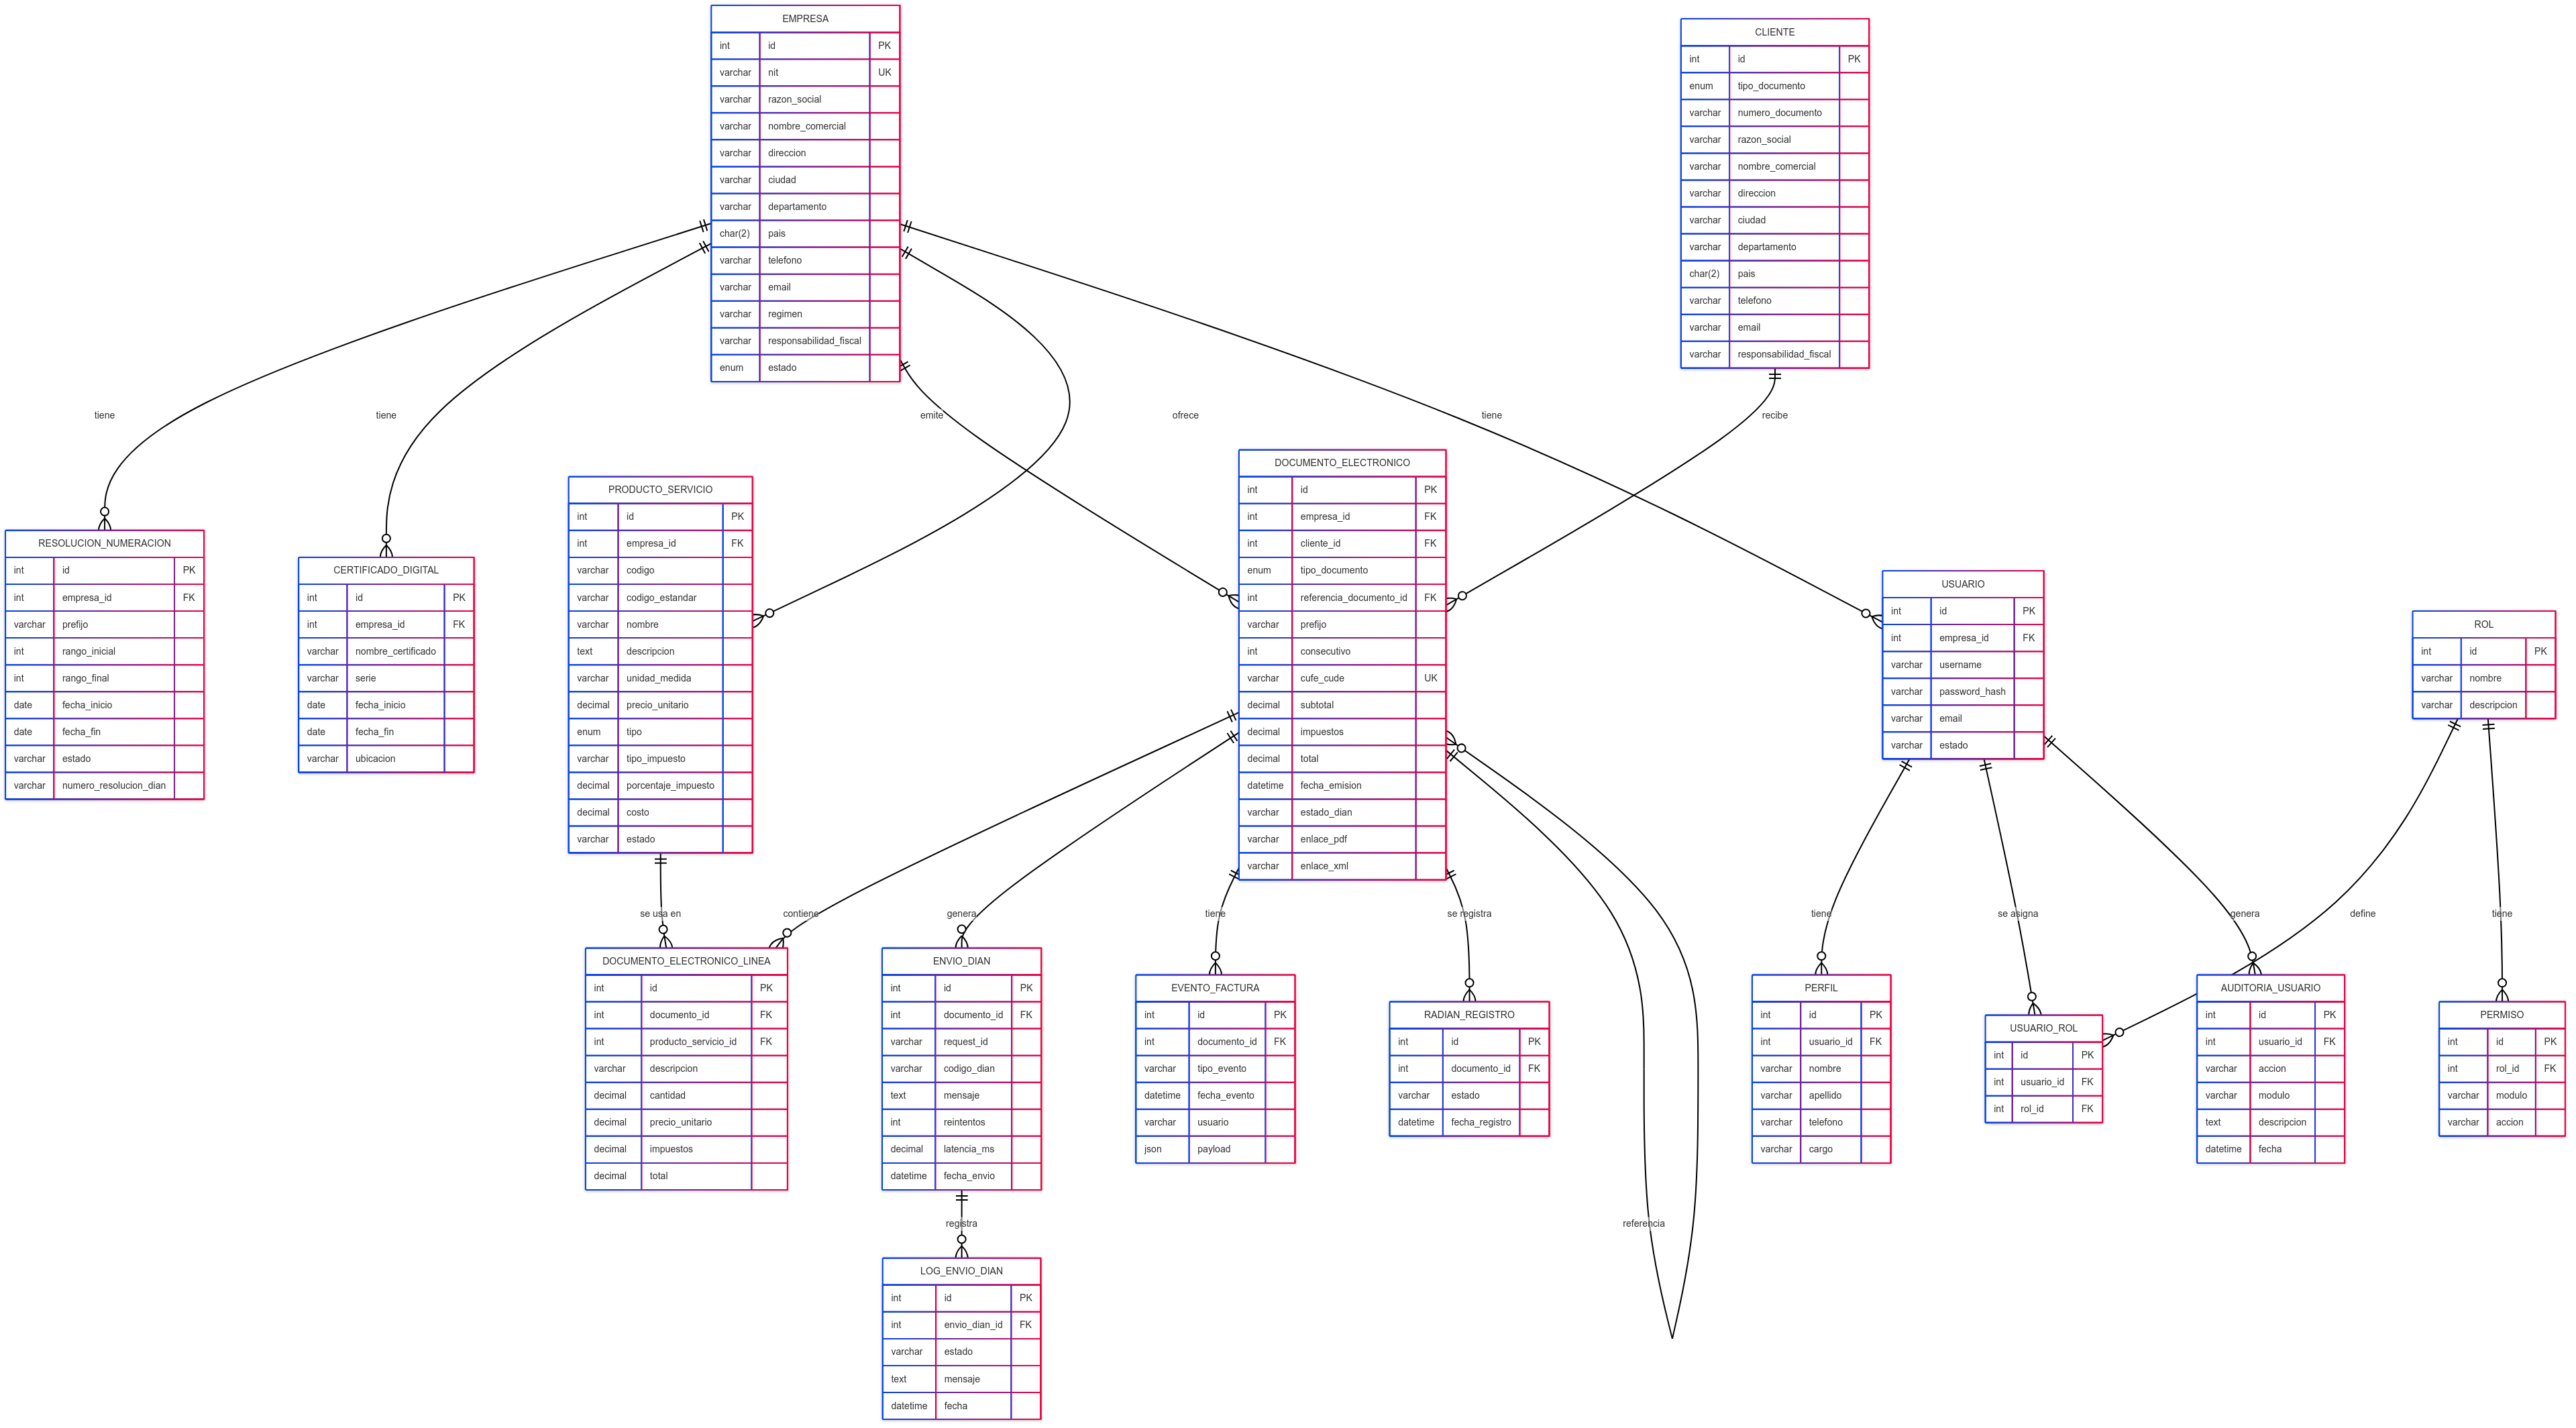 EMPRESA
int id PK
varchar nit UK
varchar razon_social
varchar nombre_comercial
varchar direccion
varchar ciudad
varchar departamento
char(2) pais
varchar telefono
varchar email
varchar regimen
varchar responsabilidad_fiscal
enum estado
CLIENTE
int id PK
enum tipo_documento
varchar numero_documento
varchar razon_social
varchar nombre_comercial
varchar direccion
varchar ciudad
varchar departamento
char(2) pais
varchar telefono
varchar email
varchar responsabilidad_fiscal
tiene
tiene
emite
ofrece
tiene
recibe
RESOLUCION_NUMERACION
int id PK
int empresa_id FK
varchar prefijo
int rango_inicial
int rango_final
date fecha_inicio
date fecha_fin
varchar estado
varchar numero_resolucion_dian
CERTIFICADO_DIGITAL
int id PK
int empresa_id FK
varchar nombre_certificado
varchar serie
date fecha_inicio
date fecha_fin
varchar ubicacion
PRODUCTO_SERVICIO
int id PK
int empresa_id FK
varchar codigo
varchar codigo_estandar
varchar nombre
text descripcion
varchar unidad_medida
decimal precio_unitario
enum tipo
varchar tipo_impuesto
decimal porcentaje_impuesto
decimal costo
varchar estado
DOCUMENTO_ELECTRONICO
int id PK
int empresa_id FK
int cliente_id FK
enum tipo_documento
int referencia_documento_id FK
varchar prefijo
int consecutivo
varchar cufe_cude UK
decimal subtotal
decimal impuestos
decimal total
datetime fecha_emision
varchar estado_dian
varchar enlace_pdf
varchar enlace_xml
USUARIO
int id PK
int empresa_id FK
varchar username
varchar password_hash
varchar email
varchar estado
ROL
int id PK
varchar nombre
varchar descripcion
se usa en
contiene
genera
tiene
se registra
tiene
se asigna
genera
define
tiene
DOCUMENTO_ELECTRONICO_LINEA
int id PK
int documento_id FK
int producto_servicio_id FK
varchar descripcion
decimal cantidad
decimal precio_unitario
decimal impuestos
decimal total
ENVIO_DIAN
int id PK
int documento_id FK
varchar request_id
varchar codigo_dian
text mensaje
int reintentos
decimal latencia_ms
datetime fecha_envio
EVENTO_FACTURA
int id PK
int documento_id FK
varchar tipo_evento
datetime fecha_evento
varchar usuario
json payload
RADIAN_REGISTRO
int id PK
int documento_id FK
varchar estado
datetime fecha_registro
PERFIL
int id PK
int usuario_id FK
varchar nombre
varchar apellido
varchar telefono
varchar cargo
USUARIO_ROL
int id PK
int usuario_id FK
int rol_id FK
AUDITORIA_USUARIO
int id PK
int usuario_id FK
varchar accion
varchar modulo
text descripcion
datetime fecha
PERMISO
int id PK
int rol_id FK
varchar modulo
varchar accion
registra
referencia
LOG_ENVIO_DIAN
int id PK
int envio_dian_id FK
varchar estado
text mensaje
datetime fecha